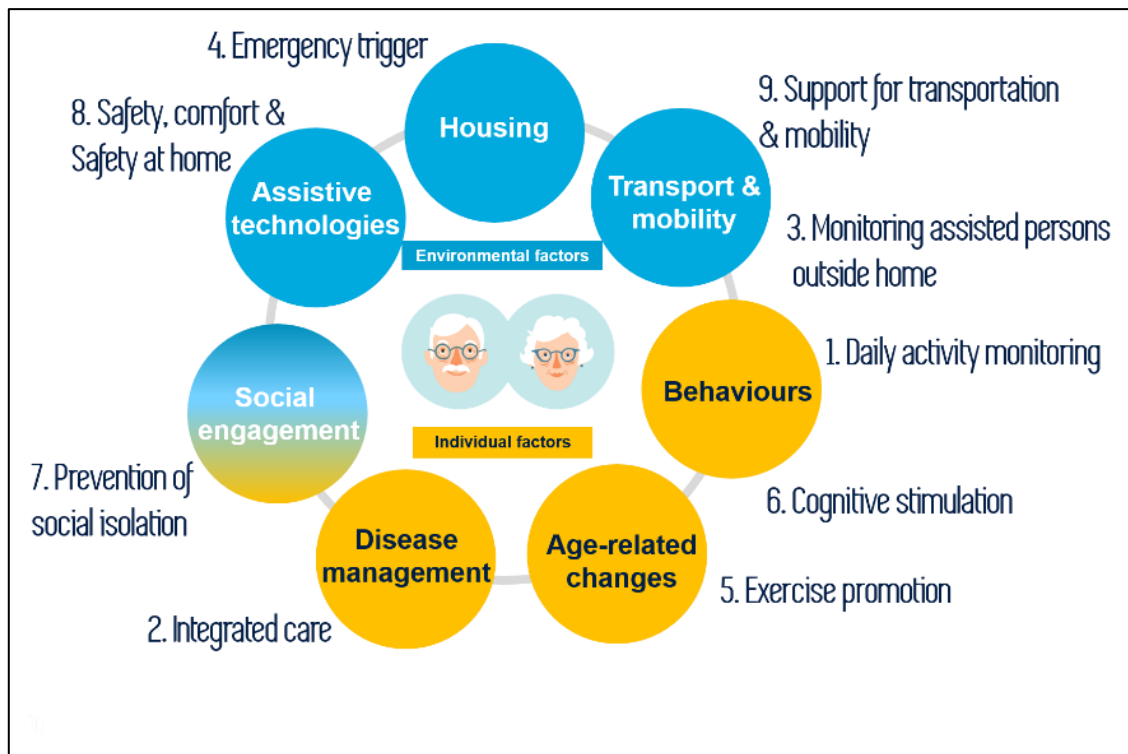 4. Emergency trigger
8. Safety, comfort &
Safety at home
Housing
9. Support for transportation
& mobility
Assistive
technologies
Transport &
mobility
Environmental factors
3. Monitoring assisted persons
outside home
1. Daily activity monitoring
Behaviours
Social
engagement
Individual factors
7. Prevention of
social isolation
6. Cognitive stimulation
Disease
management
Age-related
changes
5. Exercise promotion
2. Integrated care